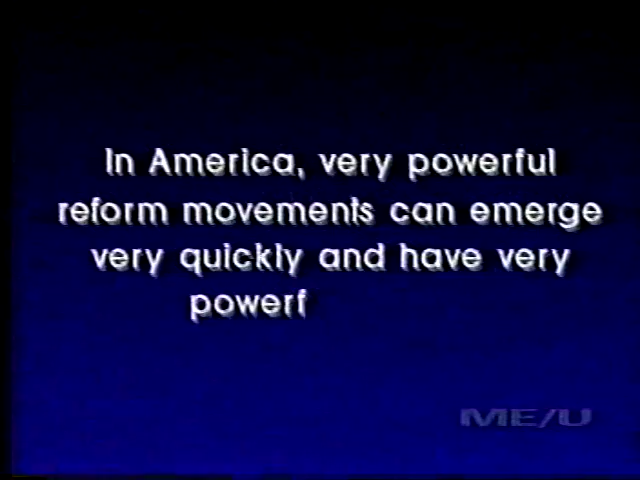 In America, very powerful
reform movements can emerge
very quickly and have very
powerf
ME/U